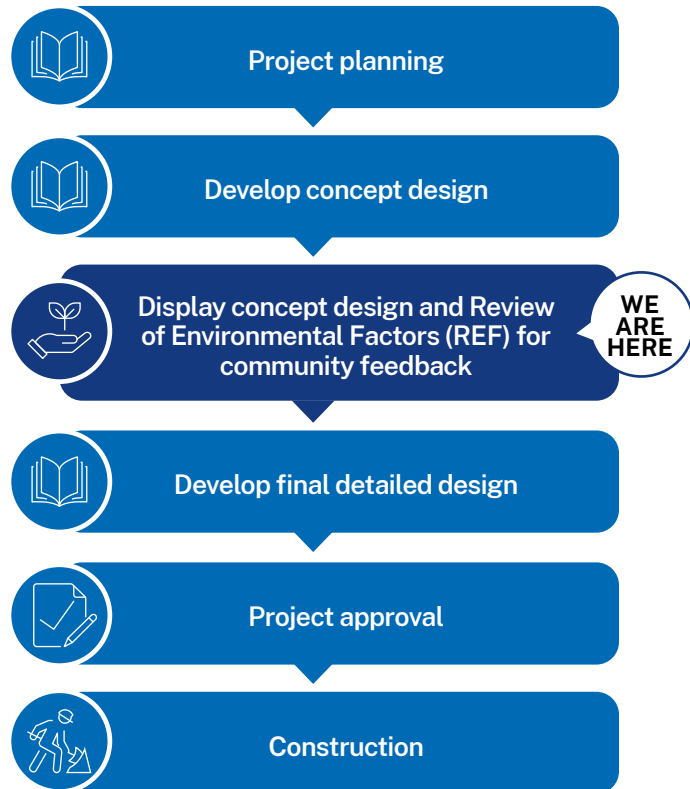 Project planning
Develop concept design
Display concept design and Review
of Environmental Factors (REF) for
community feedback
WE
ARE
HERE
Develop final detailed design
Project approval
Construction